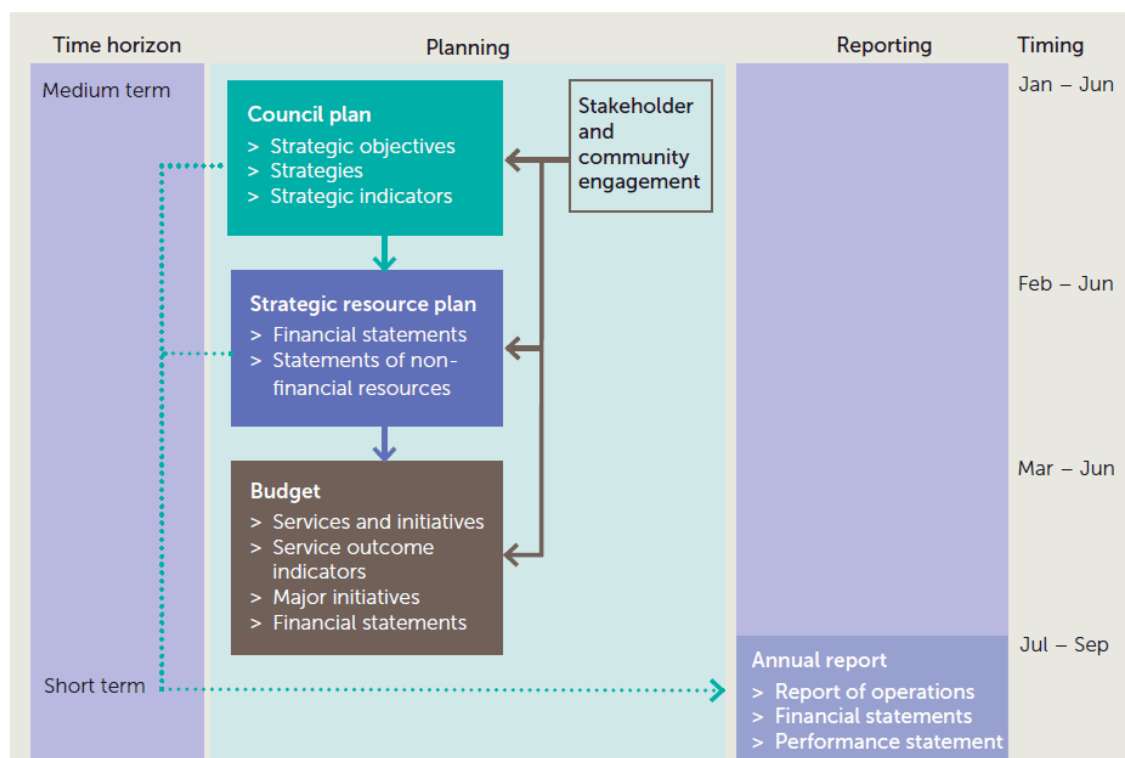 Time horizon
Planning
Reporting
Timing
Medium term
Council plan
> Strategic objectives
> Strategies
> Strategic indicators
Stakeholder
and
community
engagement
Jan – Jun
Strategic resource plan
> Financial statements
> Statements of non-
financial resources
Feb – Jun
Budget
> Services and initiatives
> Service outcome
indicators
> Major initiatives
> Financial statements
Mar – Jun
Short term
Annual report
> Report of operations
> Financial statements
> Performance statement
Jul – Sep